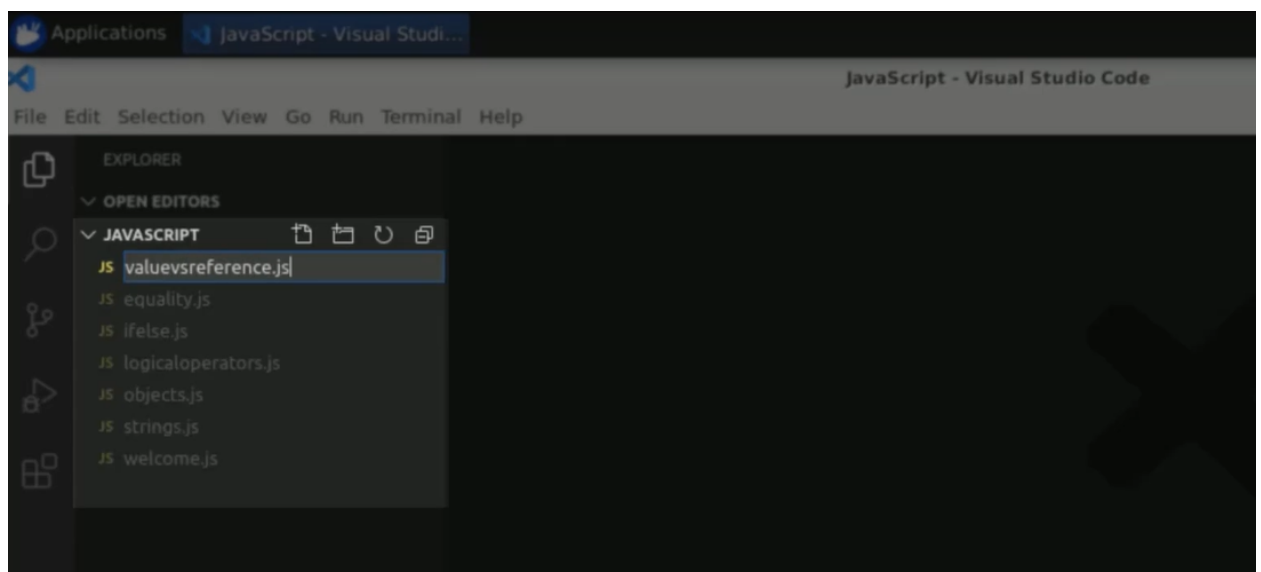 Applications JavaScript - Visual Studi...
JavaScript - Visual Studio Code
File Edit Selection View Go Run Terminal Help
EXPLORER
OPEN EDITORS
JAVASCRIPT
JS valuevsreference.js
JS equality.js
JS ifelse.js
JS logicaloperators.js
JS objects.js
JS strings.js
JS welcome.js